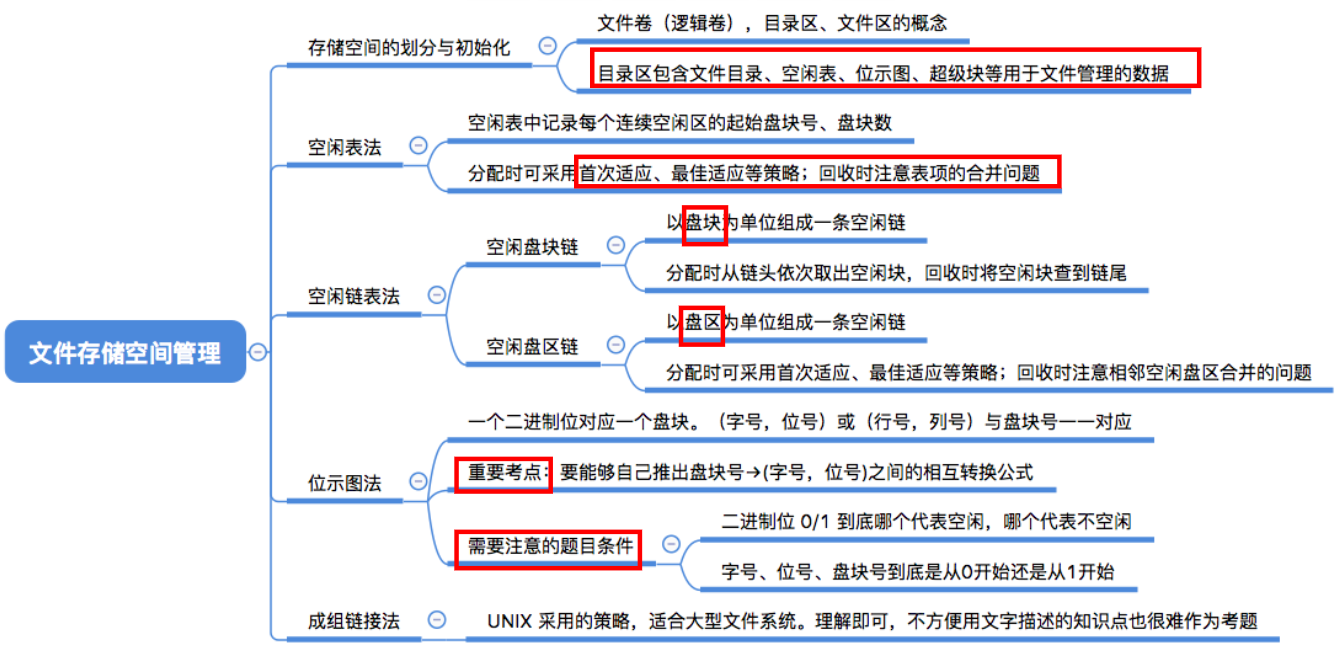 文件卷（逻辑卷），目录区、文件区的概念
存储空间的划分与初始化
目录区包含文件目录、空闲表、位示图、超级块等用于文件管理的数据
空闲表中记录每个连续空闲区的起始盘块号、盘块数
空闲表法
分配时可采用首次适应、最佳适应等策略；回收时注意表项的合并问题
以盘块为单位组成一条空闲链
空闲盘块链
分配时从链头依次取出空闲块，回收时将空闲块查到链尾
空闲链表法
以盘区为单位组成一条空闲链
空闲盘区链
分配时可采用首次适应、最佳适应等策略；回收时注意相邻空闲盘区合并的问题
文件存储空间管理
一个二进制位对应一个盘块。（字号，位号）或（行号，列号）与盘块号一一对应
重要考点：要能够自己推出盘块号→(字号，位号)之间的相互转换公式
位示图法
二进制位 0/1 到底哪个代表空闲，哪个代表不空闲
需要注意的题目条件
字号、位号、盘块号到底是从0开始还是从1开始
成组链接法
UNIX 采用的策略，适合大型文件系统。理解即可，不方便用文字描述的知识点也很难作为考题